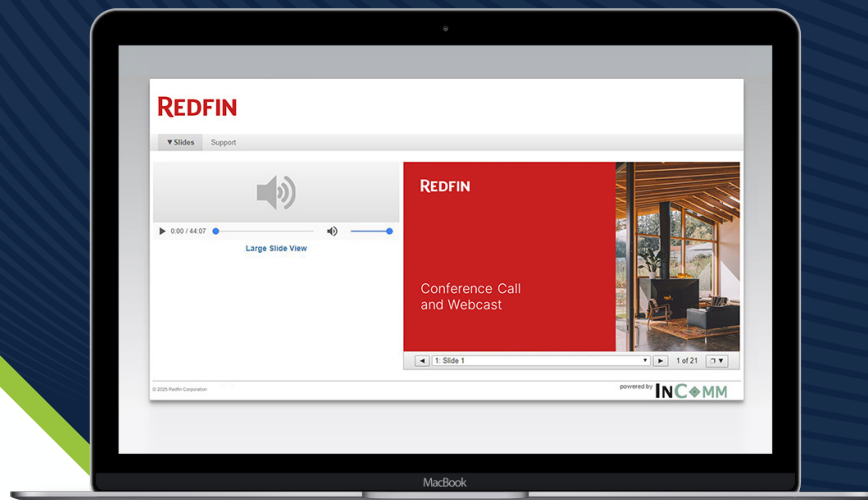 REDFIN
▼Slides
Support
0:00 / 44:07
Large Slide View
REDFIN
Conference Call
and Webcast
1: Slide 1
1 of 21
© 2025 Redfin Corporation
powered by INCOMM
MacBook